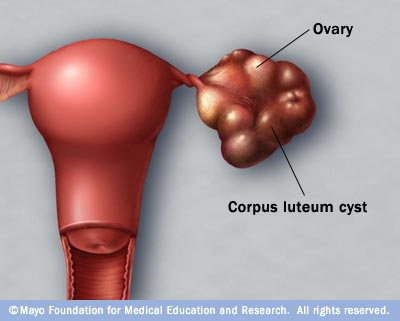 Ovary
Corpus luteum cyst
©Mayo Foundation for Medical Education and Research. All rights reserved.